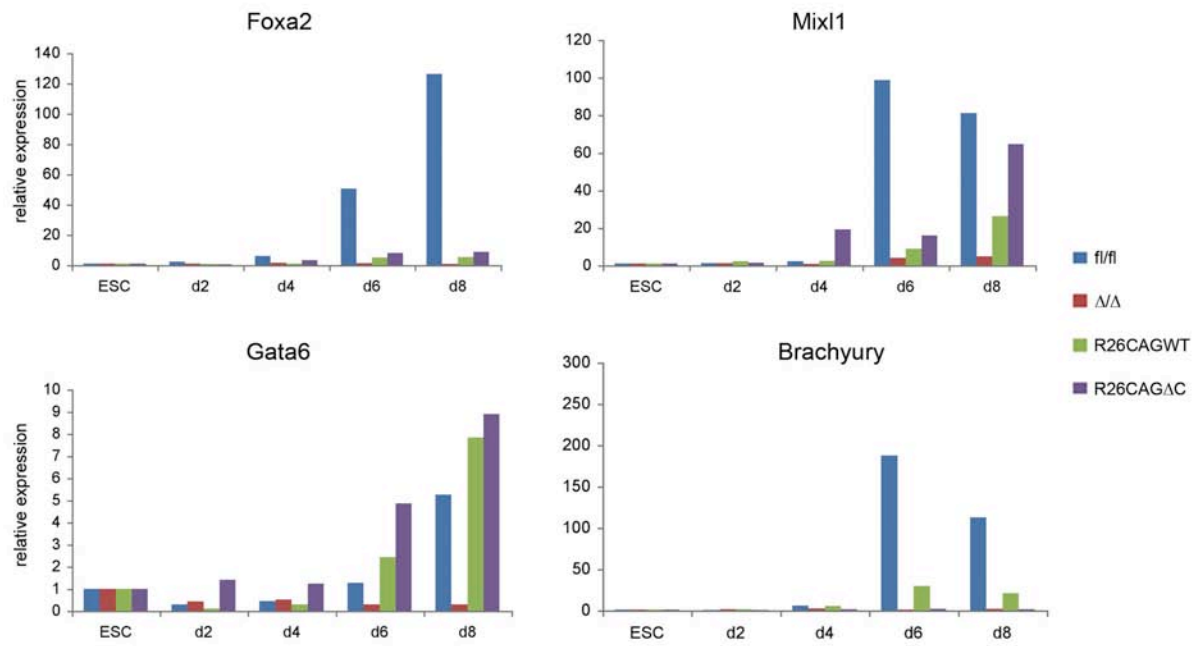 Foxa2
relative expression
140
120
100
80
60
40
20
0
ESC d2 d4 d6 d8
Mixl1
120
100
80
60
40
20
0
ESC d2 d4 d6 d8
Gata6
relative expression
10
9
8
7
6
5
4
3
2
1
0
ESC d2 d4 d6 d8
Brachyury
300
250
200
150
100
50
0
ESC d2 d4 d6 d8
fl/fl
Δ/Δ
R26CAGWT
R26CAGΔC